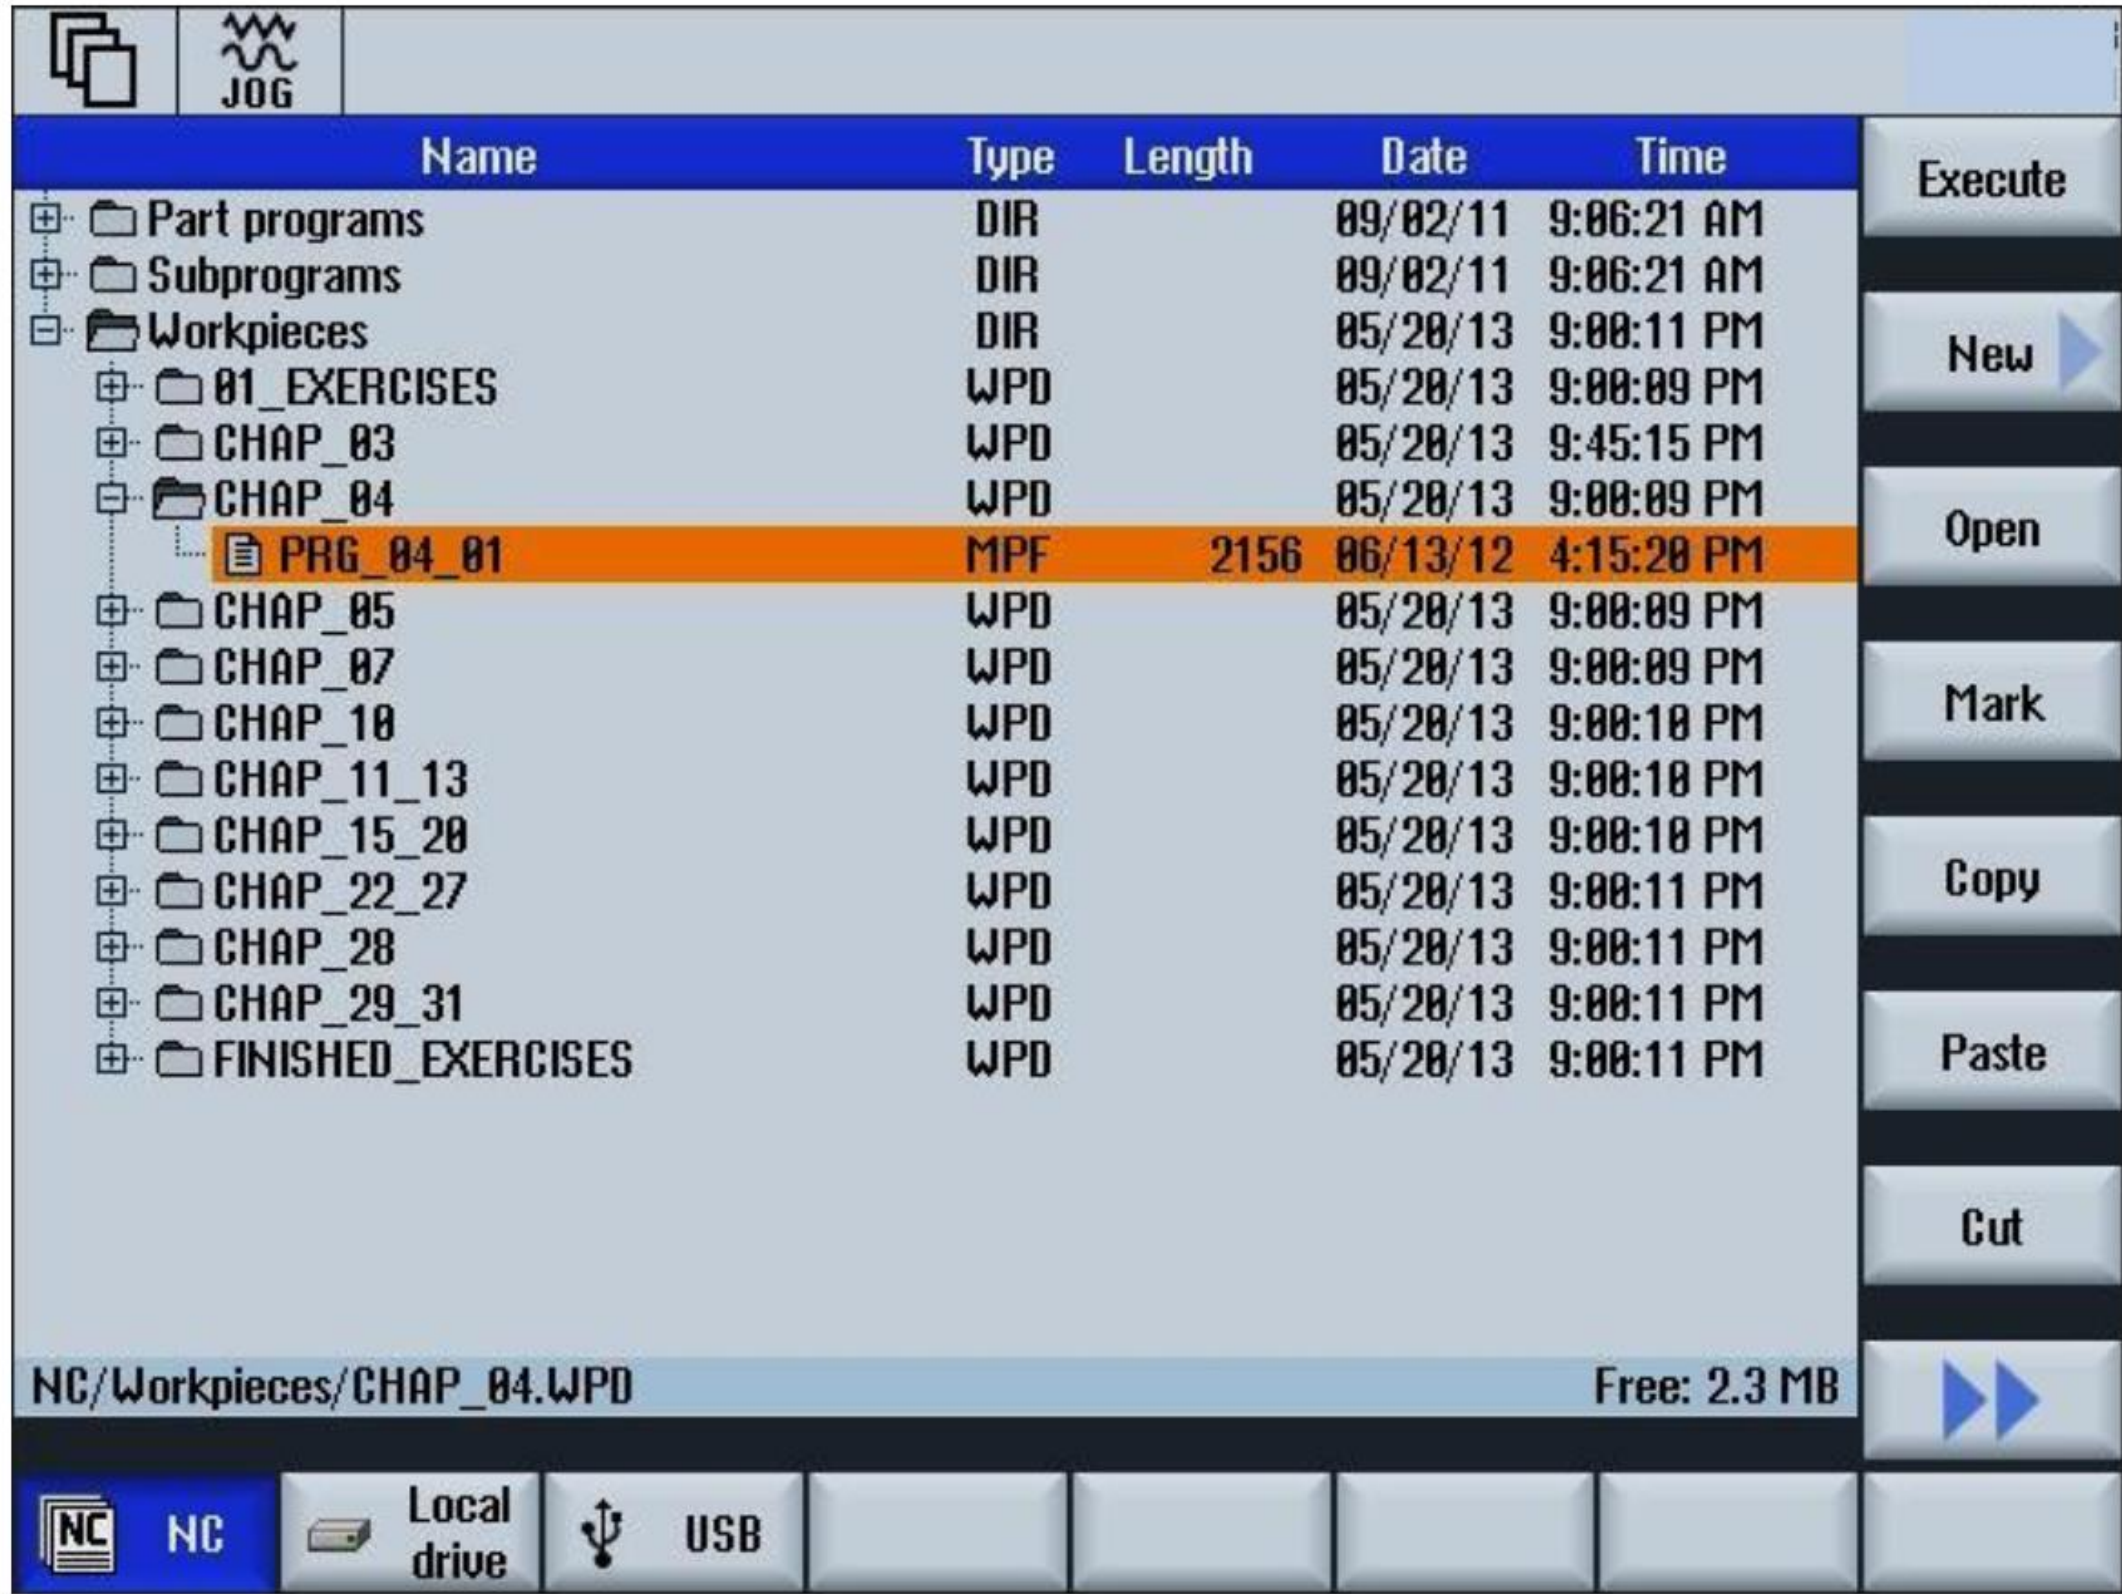 JOG
Name Type Length Date Time
Execute
Part programs DIR 09/02/11 9:06:21 AM
Subprograms DIR 09/02/11 9:06:21 AM
Workpieces DIR 05/20/13 9:00:11 PM
New
01_EXERCISES WPD 05/20/13 9:00:09 PM
CHAP_03 WPD 05/20/13 9:45:15 PM
CHAP_04 WPD 05/20/13 9:00:09 PM
Open
PRG_04_01 MPF 2156 06/13/12 4:15:20 PM
CHAP_05 WPD 05/20/13 9:00:09 PM
CHAP_07 WPD 05/20/13 9:00:09 PM
Mark
CHAP_10 WPD 05/20/13 9:00:10 PM
CHAP_11_13 WPD 05/20/13 9:00:10 PM
CHAP_15_20 WPD 05/20/13 9:00:10 PM
Copy
CHAP_22_27 WPD 05/20/13 9:00:11 PM
CHAP_28 WPD 05/20/13 9:00:11 PM
CHAP_29_31 WPD 05/20/13 9:00:11 PM
Paste
FINISHED_EXERCISES WPD 05/20/13 9:00:11 PM
Cut
NC/Workpieces/CHAP_04.WPD Free: 2.3 MB
NC NC
Local
drive
USB